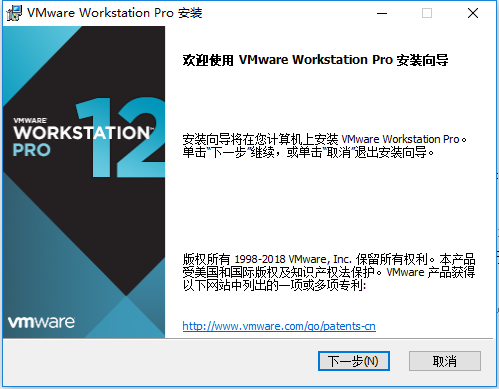 VMware Workstation Pro 安装
欢迎使用 VMware Workstation Pro 安装向导
VMWARE
WORKSTATION
PRO
12
安装向导将在您计算机上安装 VMware Workstation Pro。
单击“下一步”继续，或单击“取消”退出安装向导。
版权所有 1998-2018 VMware, Inc. 保留所有权利。本产品
受美国和国际版权及知识产权法保护。VMware 产品获得
以下网站中列出的一项或多项专利:
http://www.vmware.com/go/patents-cn
vmware
下一步(N)
取消